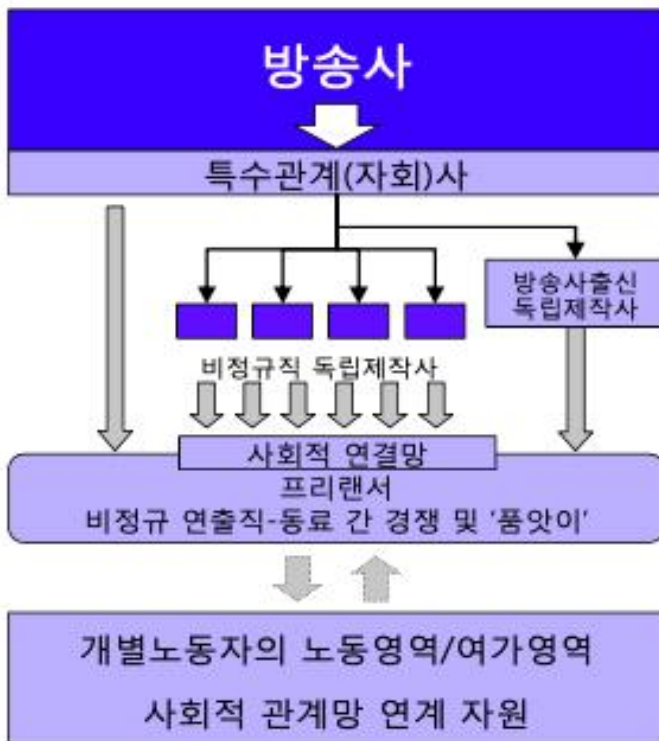 방송사
특수관계(자회)사
방송사출신
독립제작사
비정규직 독립제작사
사회적 연결망
프리랜서
비정규 연출직-동료 간 경쟁 및 '품앗이'
개별노동자의 노동영역/여가영역
사회적 관계망 연계 자원